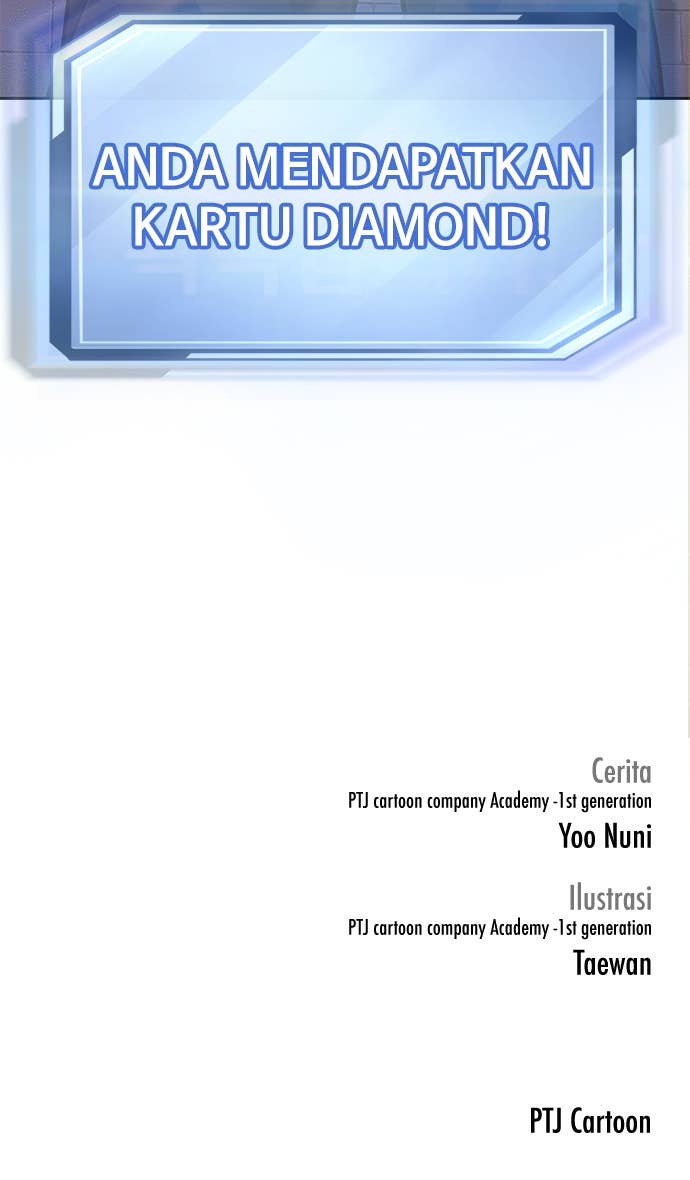 ANDA MENDAPATKAN
KARTU DIAMOND!
Cerita
PTJ cartoon company Academy -1st generation
Yoo Nuni
Ilustrasi
PTJ cartoon company Academy -1st generation
Taewan
PTJ Cartoon